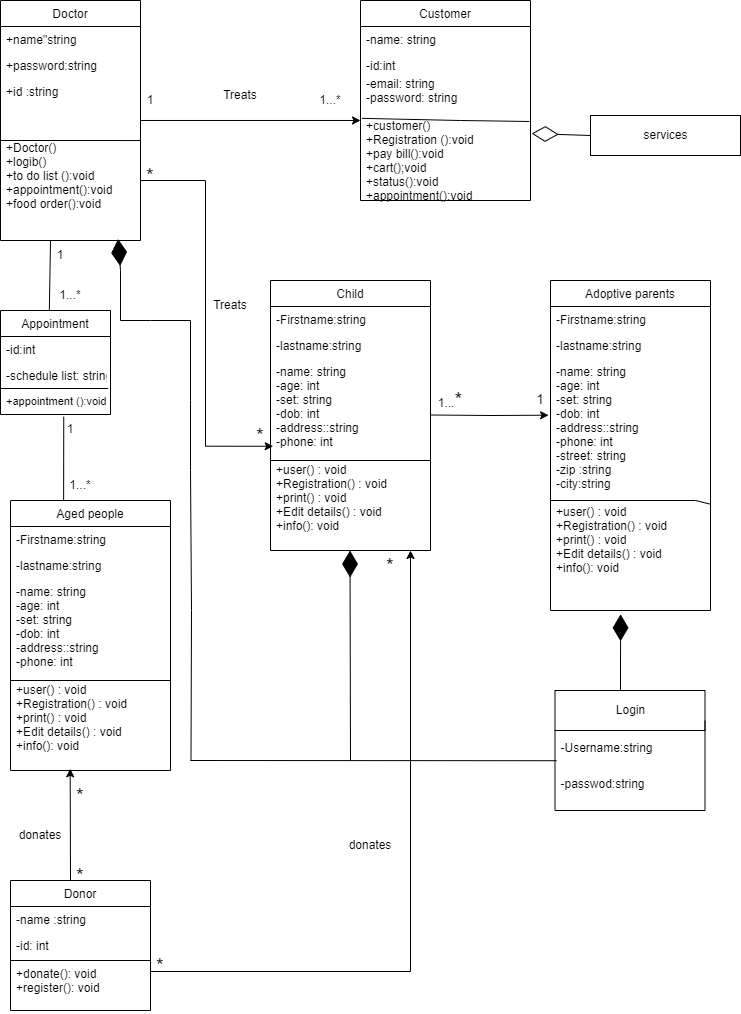 Doctor
+name"string
+password:string
+id :string
+Doctor()
+logib()
+to do list ():void
+appointment():void
+food order():void
Customer
-name: string
-id:int
-email: string
-password: string
+customer()
+Registration ():void
+pay bill():void
+cart();void
+status():void
+appointment():void
services
1
Treats
1...*
*
Treats
*
1
1...*
Appointment
-id:int
-schedule list: strin
+appointment ():void
1
1...*
Child
-Firstname:string
-lastname:string
-name: string
-age: int
-set: string
-dob: int
-address::string
-phone: int
+user() : void
+Registration() : void
+print() : void
+Edit details() : void
+info(): void
1...*
1
Adoptive parents
-Firstname:string
-lastname:string
-name: string
-age: int
-set: string
-dob: int
-address::string
-phone: int
-street: string
-zip :string
-city:string
+user() : void
+Registration() : void
+print() : void
+Edit details() : void
+info(): void
Aged people
-Firstname:string
-lastname:string
-name: string
-age: int
-set: string
-dob: int
-address::string
-phone: int
+user() : void
+Registration() : void
+print() : void
+Edit details() : void
+info(): void
*
Login
-Username:string
-passwod:string
*
donates
*
donates
Donor
-name :string
-id: int
+donate(): void
+register(): void
*